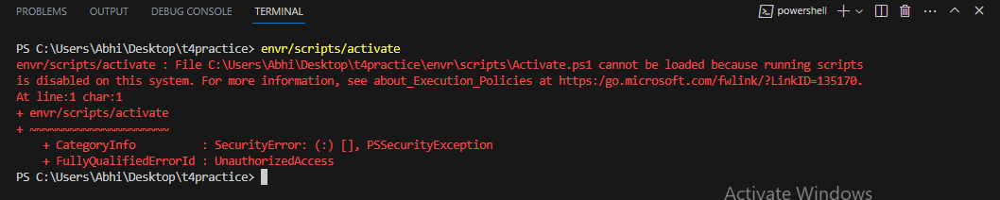 PROBLEMS OUTPUT DEBUG CONSOLE TERMINAL powershell
PS C:\Users\Abhi\Desktop\t4practice> envr/scripts/activate
envr/scripts/activate : File C:\Users\Abhi\Desktop\t4practice\envr\scripts\Activate.ps1 cannot be loaded because running scripts
is disabled on this system. For more information, see about_Execution_Policies at https:/go.microsoft.com/fwlink/?LinkID=135170.
At line:1 char:1
+ envr/scripts/activate
+ ~~~~~~~~~~~~~~~~~~~~~
+ CategoryInfo : SecurityError: (:) [], PSSecurityException
+ FullyQualifiedErrorId : UnauthorizedAccess
PS C:\Users\Abhi\Desktop\t4practice>
Activate Windows